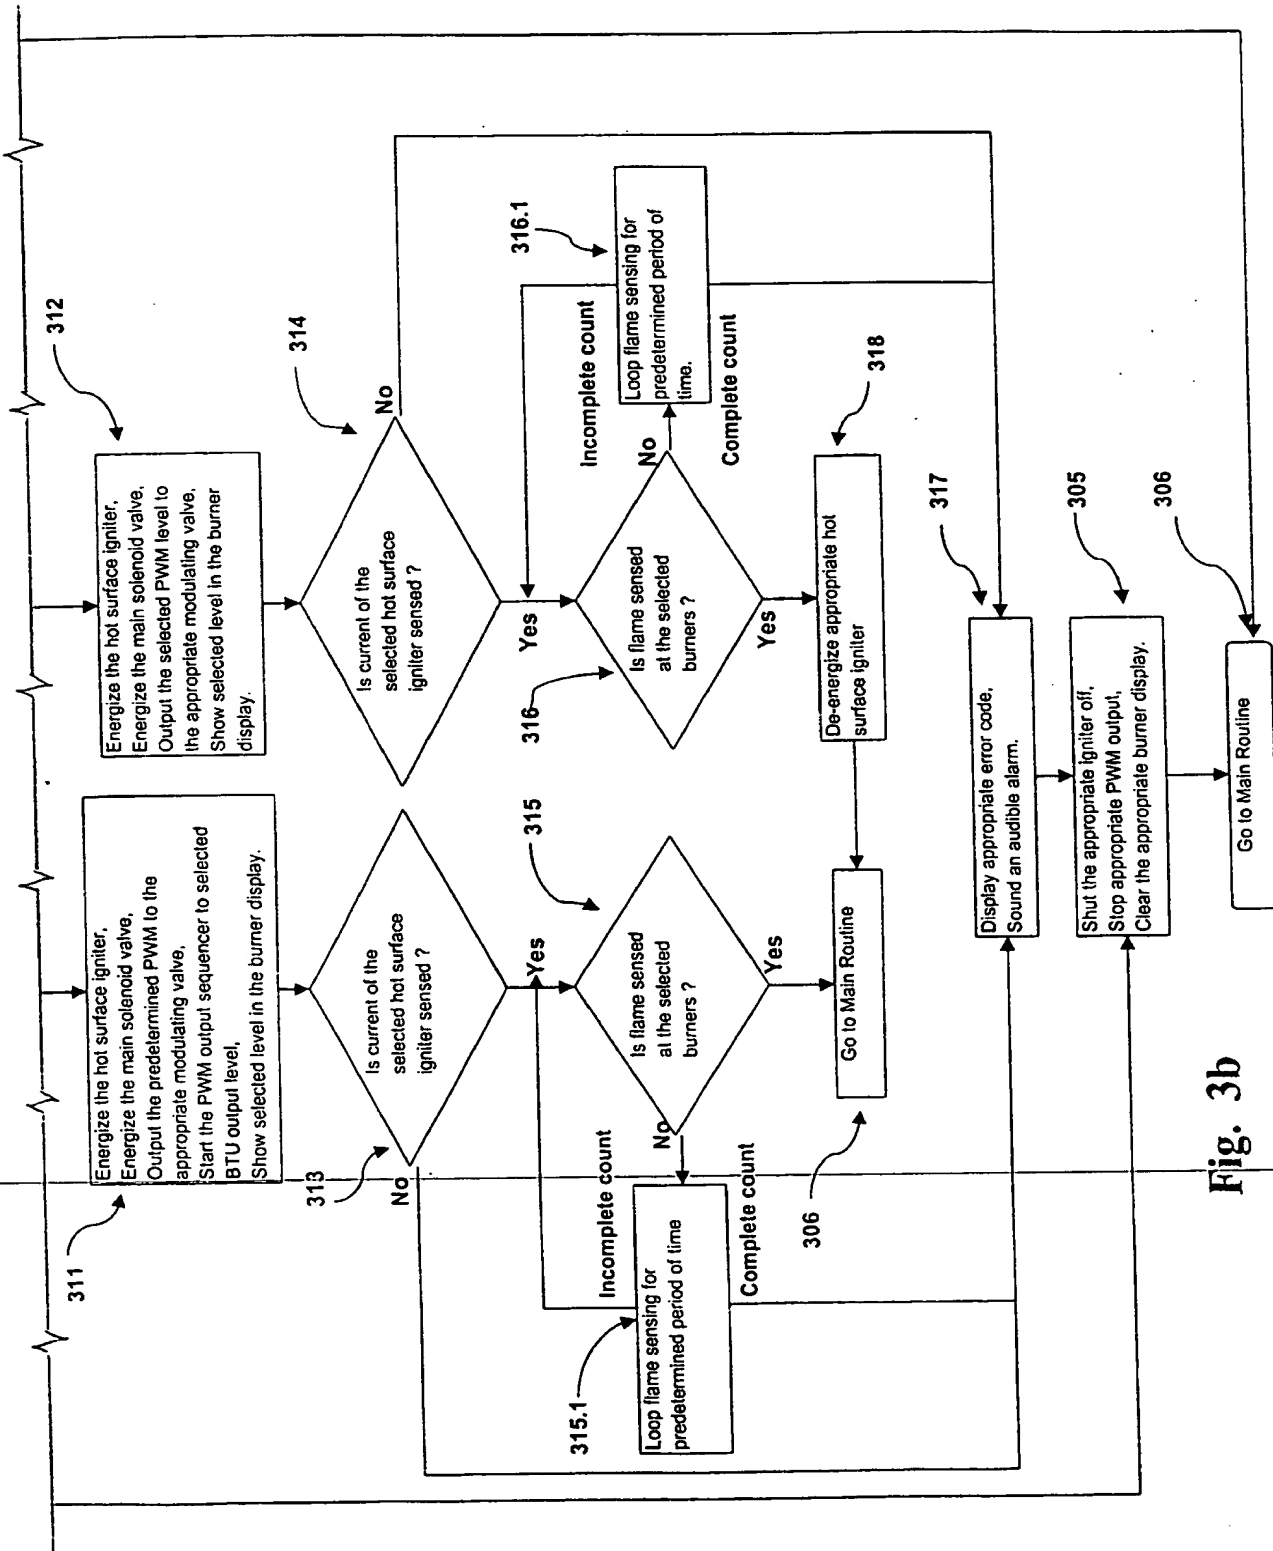 312
Energize the hot surface igniter,
Energize the main solenoid valve,
Output the selected PWM level to
the appropriate modulating valve,
Show selected level in the burner
display.
311
Energize the hot surface igniter,
Energize the main solenoid valve,
Output the predetermined PWM to the
appropriate modulating valve,
Start the PWM output sequencer to selected
BTU output level,
Show selected level in the burner display.
314
No
Is current of the
selected hot surface
igniter sensed ?
Yes
313
No
Is current of the
selected hot surface
igniter sensed ?
Yes
316.1
Loop flame sensing for
predetermined period of
time.
Incomplete count
Complete count
316
No
Is flame sensed
at the selected
burners ?
Yes
315
Is flame sensed
at the selected
burners ?
No
Yes
315.1
Loop flame sensing for
predetermined period of time
Incomplete count
Complete count
318
De-energize appropriate hot
surface igniter
306
Go to Main Routine
317
Display appropriate error code,
Sound an audible alarm.
305
Shut the appropriate igniter off,
Stop appropriate PWM output,
Clear the appropriate burner display.
306
Go to Main Routine
Fig. 3b